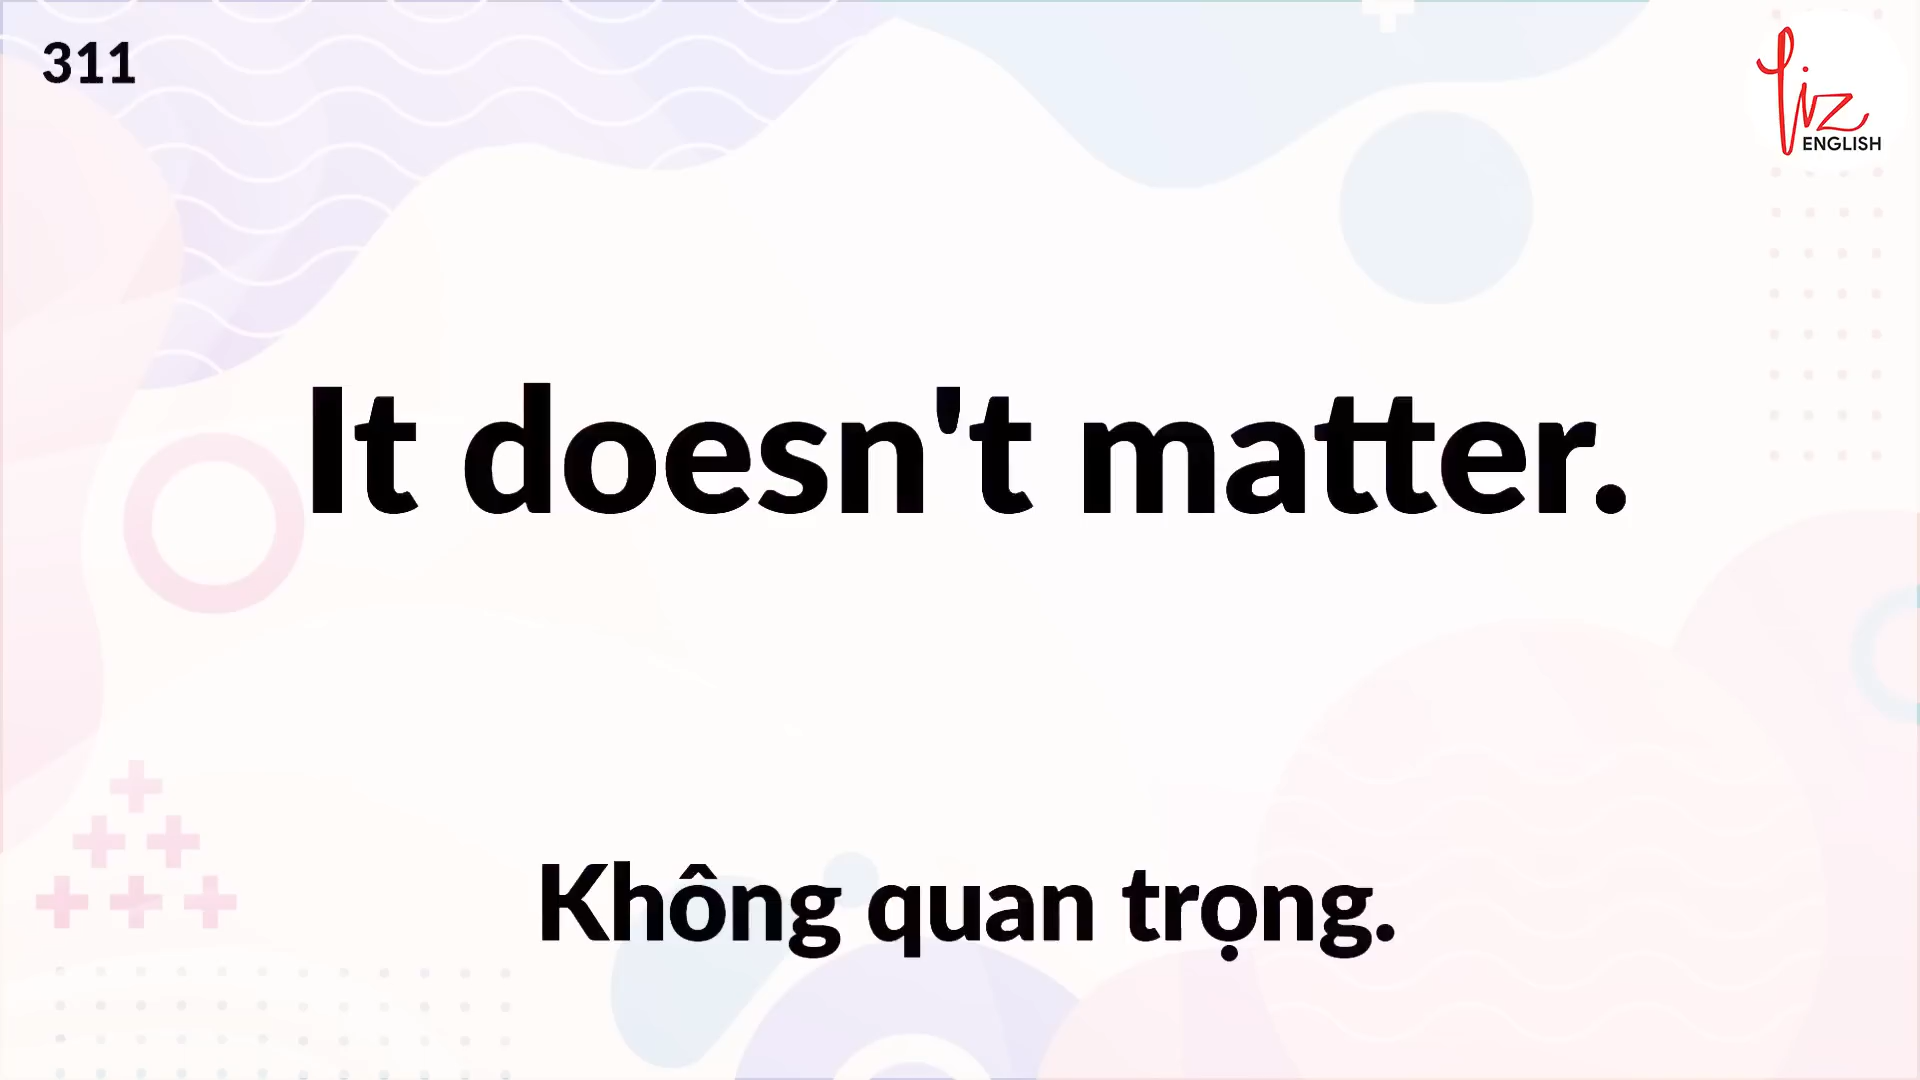 311
Liz
ENGLISH
It doesn't matter.
Không quan trọng.